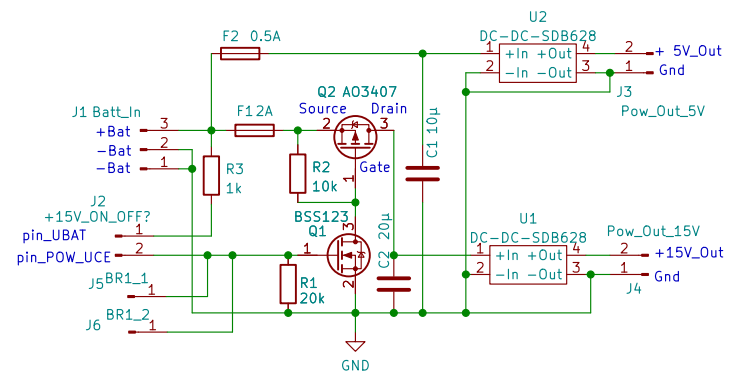 U2
F2 0.5A
DC-DC-SDB628
1 +In +Out 4
2 -In -Out 3
2 + 5V_Out
1 Gnd
J3
Pow_Out_5V
Q2 AO3407
Source Drain
J1 Batt_In
F1 2A
+Bat 3
2 3
-Bat 2
-Bat 1
C1 10µ
Gate
R3
1k
R2
10k
1
J2
+15V_ON_OFF?
pin_UBAT 1
pin_POW_UCE 2
BSS123
Q1
3
1
2
C2 20µ
U1
DC-DC-SDB628
1 +In +Out 4
2 -In -Out 3
Pow_Out_15V
2 +15V_Out
1 Gnd
J4
J5 BR1_1
1
R1
20k
J6 BR1_2
1
GND